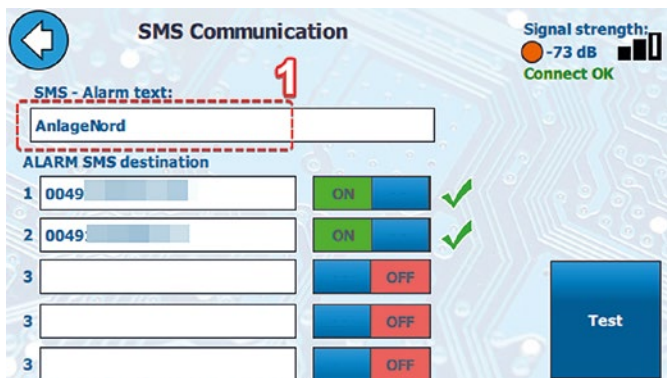 SMS Communication
Signal strength:
-73 dB
Connect OK
1
SMS - Alarm text:
AnlageNord
ALARM SMS destination
1 0049 ON
2 0049 ON
3 OFF
3 OFF
3 OFF
Test